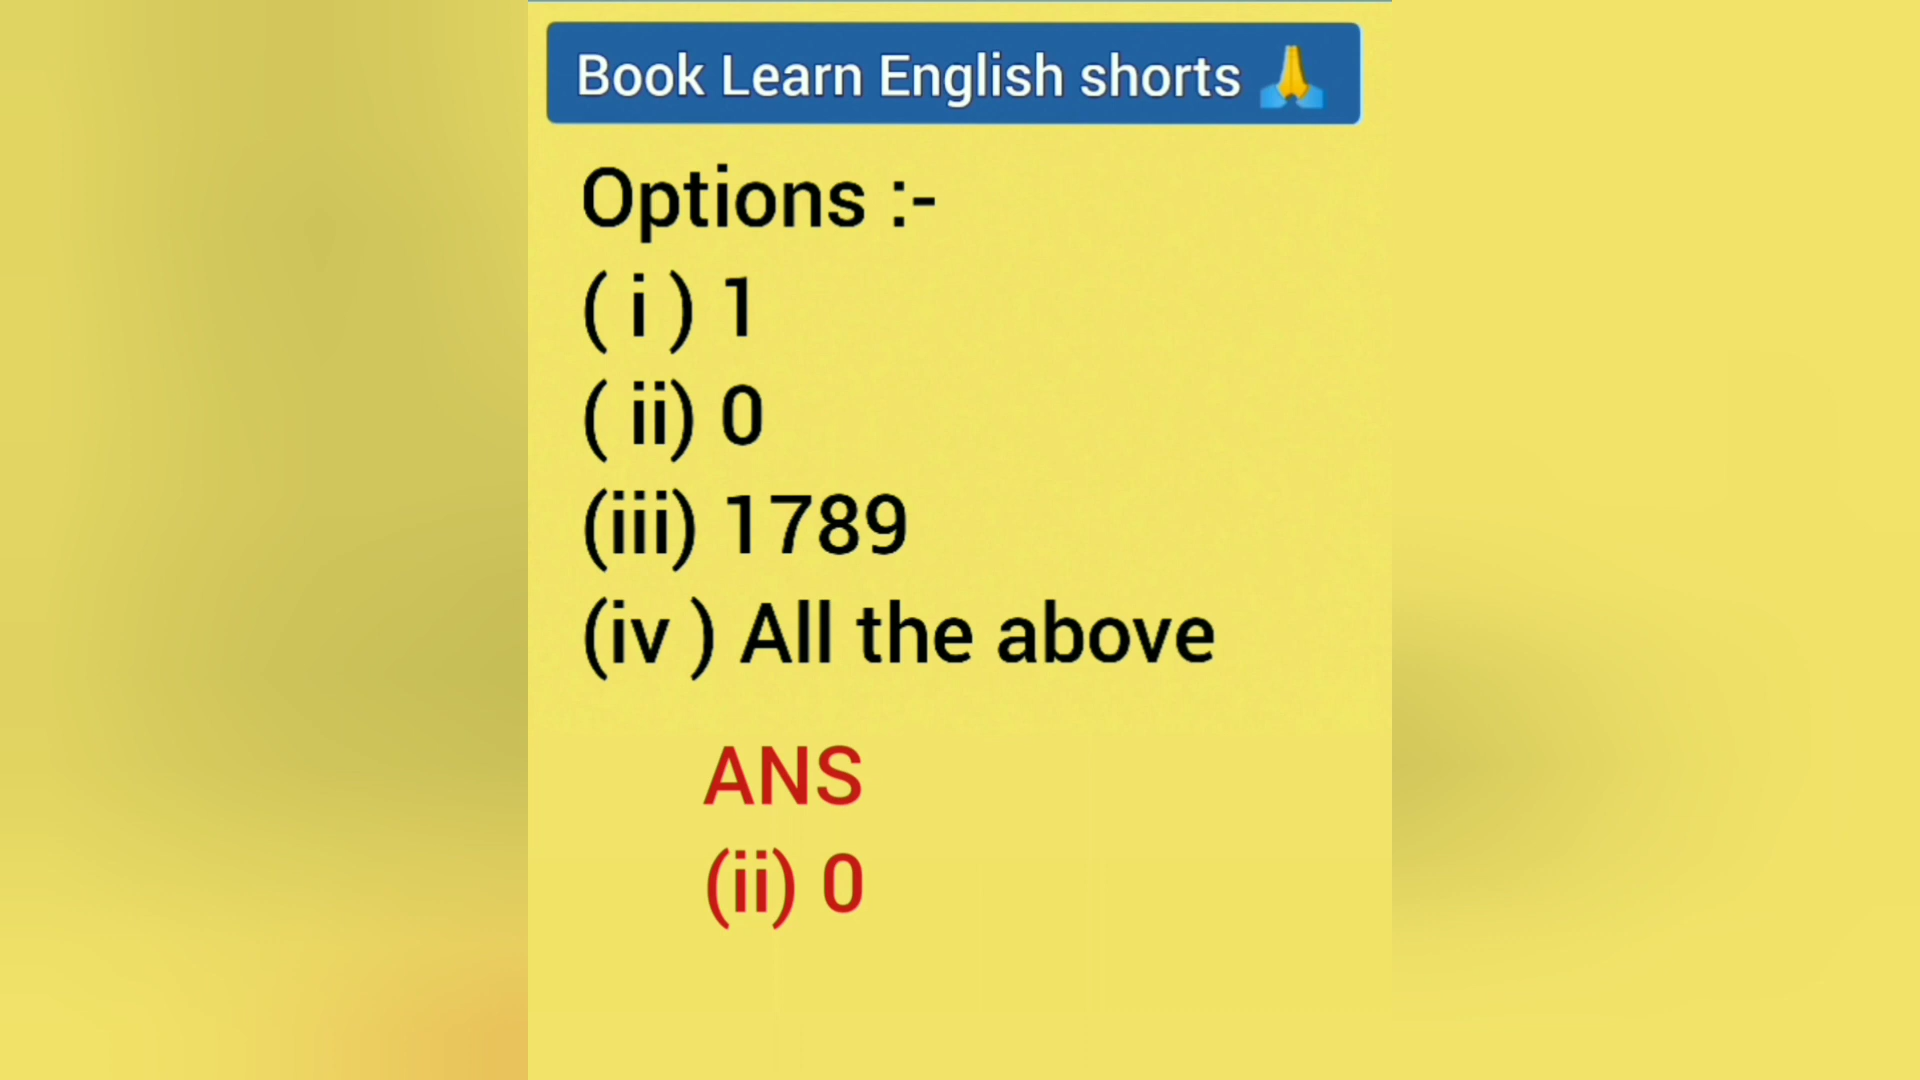 Book Learn English shorts 🙏
Options :-
( i ) 1
( ii) 0
(iii) 1789
(iv ) All the above
ANS
(ii) 0